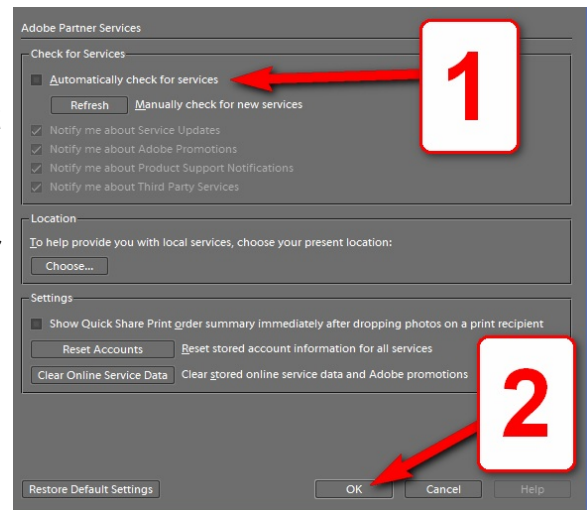 Adobe Partner Services
Check for Services
1
Automatically check for services
Refresh Manually check for new services
Notify me about Service Updates
Notify me about Adobe Promotions
Notify me about Product Support Notifications
Notify me about Third Party Services
Location
To help provide you with local services, choose your present location:
Choose...
Settings
Show Quick Share Print order summary immediately after dropping photos on a print recipient
Reset Accounts Reset stored account information for all services
Clear Online Service Data Clear stored online service data and Adobe promotions
2
Restore Default Settings OK Cancel Help